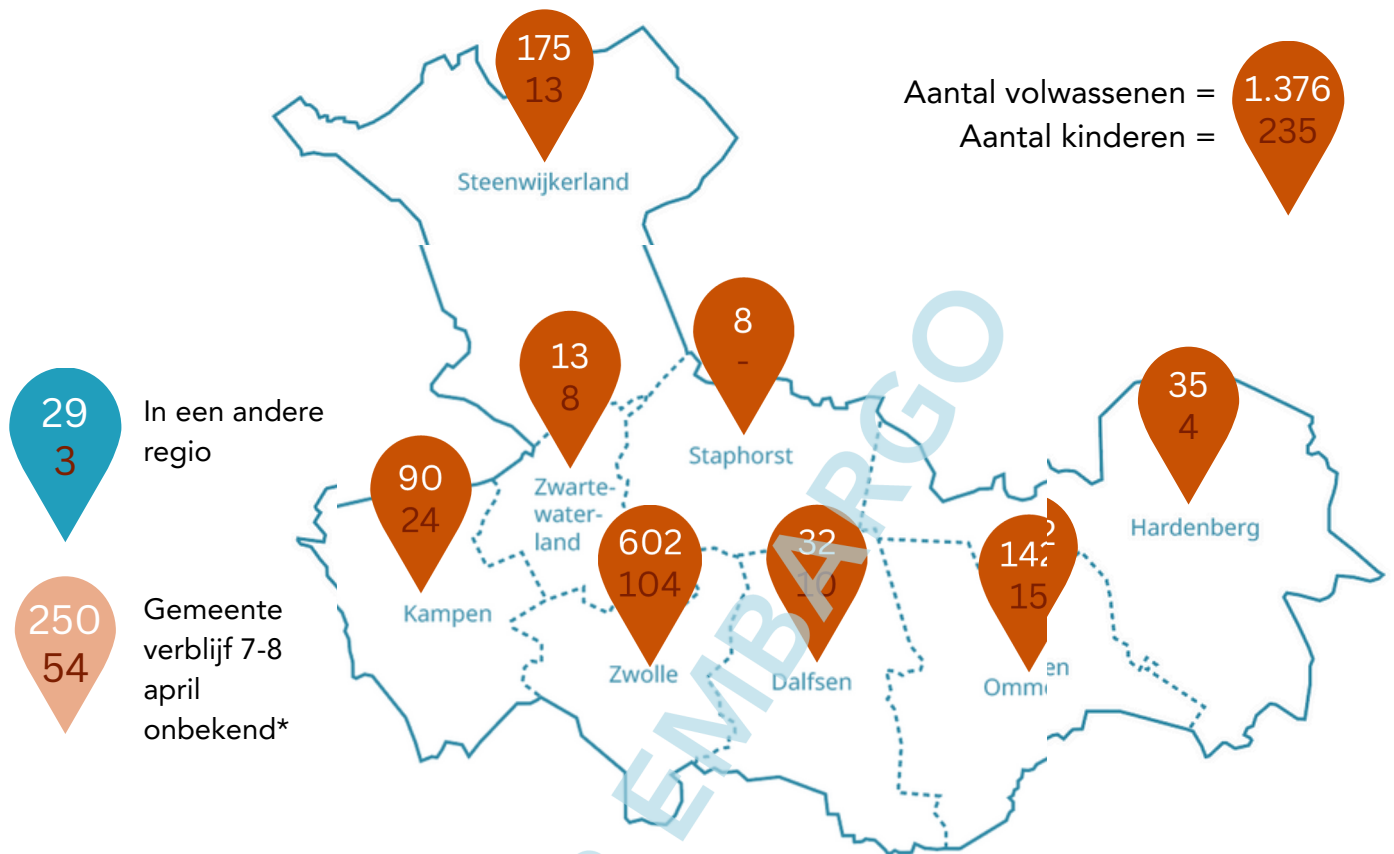 175
13
Steenwijkerland
Aantal volwassenen =
Aantal kinderen =
1.376
235
8
-
Staphorst
13
8
Zwarte-
water-
land
35
4
Hardenberg
29
3
In een andere
regio
90
24
Kampen
602
104
Zwolle
32
10
Dalfsen
142
15
Ommen
250
54
Gemeente
verblijf 7-8
april
onbekend*
EMBARGO